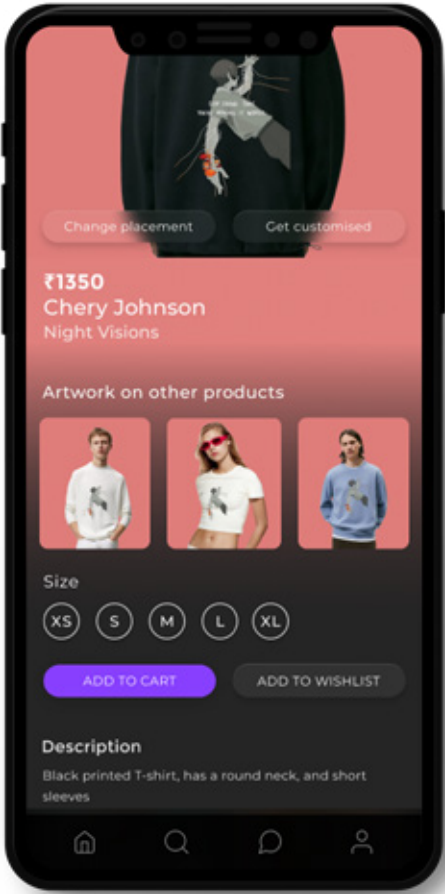 Change placement
Get customised
₹1350
Chery Johnson
Night Visions
Artwork on other products
Size
XS S M L XL
ADD TO CART
ADD TO WISHLIST
Description
Black printed T-shirt, has a round neck, and short
sleeves